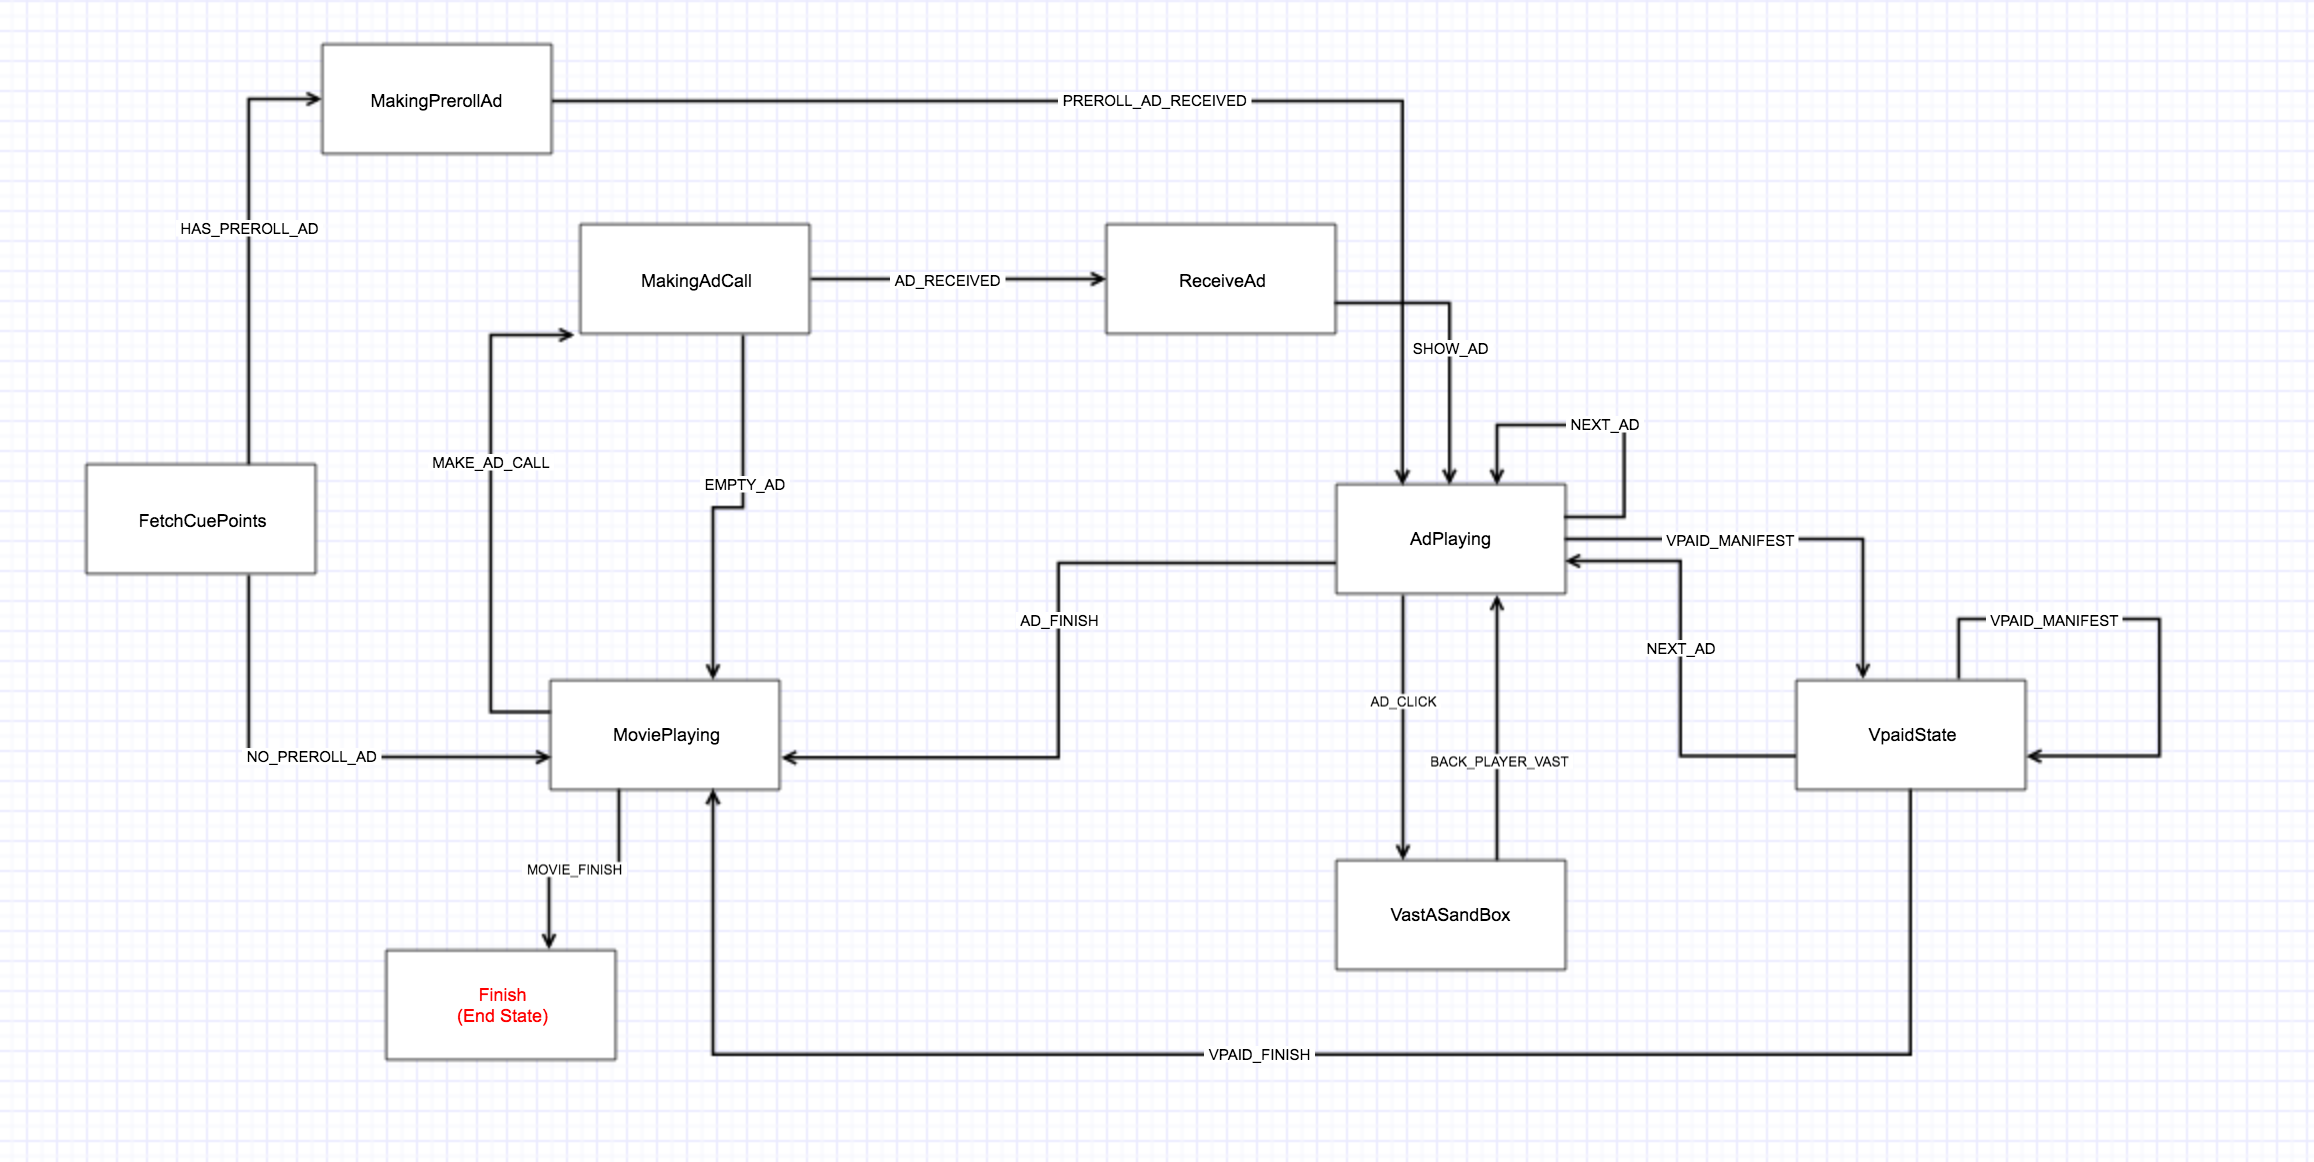 MakingPrerollAd
PREROLL_AD_RECEIVED
HAS_PREROLL_AD
MakingAdCall
AD_RECEIVED
ReceiveAd
SHOW_AD
NEXT_AD
MAKE_AD_CALL
EMPTY_AD
FetchCuePoints
AdPlaying
VPAID_MANIFEST
AD_FINISH
VPAID_MANIFEST
NEXT_AD
AD_CLICK
MoviePlaying
VpaidState
NO_PREROLL_AD
BACK_PLAYER_VAST
MOVIE_FINISH
VastASandBox
Finish
(End State)
VPAID_FINISH